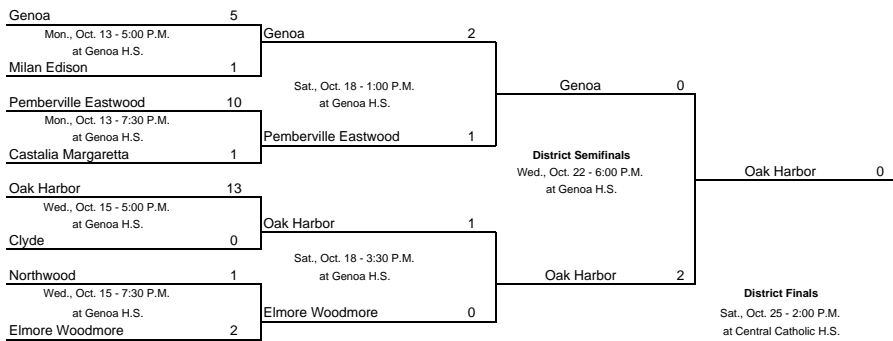 Genoa 5
Mon., Oct. 13 - 5:00 P.M.
at Genoa H.S.
Milan Edison 1
Pemberville Eastwood 10
Mon., Oct. 13 - 7:30 P.M.
at Genoa H.S.
Castalia Margaretta 1
Oak Harbor 13
Wed., Oct. 15 - 5:00 P.M.
at Genoa H.S.
Clyde 0
Northwood 1
Wed., Oct. 15 - 7:30 P.M.
at Genoa H.S.
Elmore Woodmore 2
Genoa 2
Sat., Oct. 18 - 1:00 P.M.
at Genoa H.S.
Pemberville Eastwood 1
Oak Harbor 1
Sat., Oct. 18 - 3:30 P.M.
at Genoa H.S.
Elmore Woodmore 0
Genoa 0
District Semifinals
Wed., Oct. 22 - 6:00 P.M.
at Genoa H.S.
Oak Harbor 2
Oak Harbor 0
District Finals
Sat., Oct. 25 - 2:00 P.M.
at Central Catholic H.S.